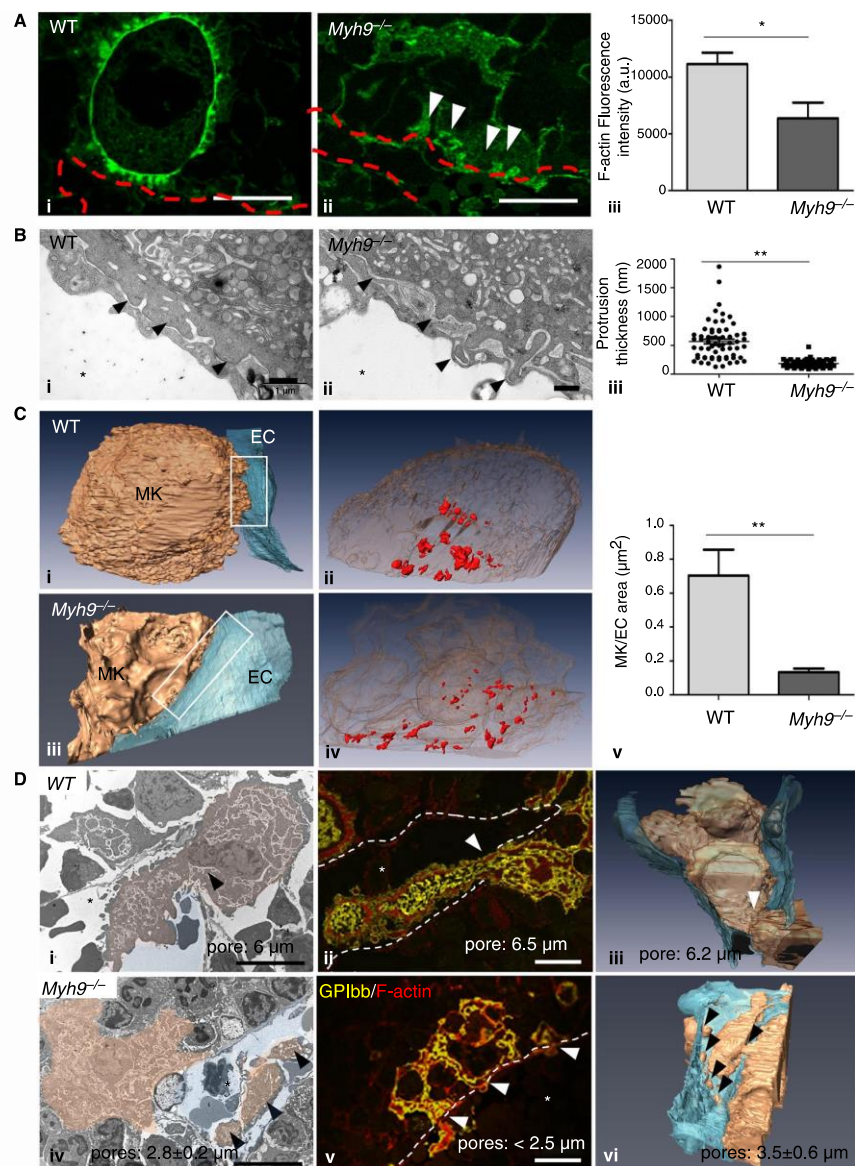 A
WT
i
Myh9–/–
ii
F-actin Fluorescence
intensity (a.u.)
15000
10000
5000
0
*
WT
Myh9–/–
iii
B
WT
*
i
1 µm
Myh9–/–
*
ii
Protrusion
thickness (nm)
2000
1500
1000
500
0
**
WT
Myh9–/–
iii
C
WT
MK
EC
i
ii
Myh9–/–
MK
EC
iii
iv
MK/EC area (µm2)
1.0
0.8
0.6
0.4
0.2
0.0
**
WT
Myh9–/–
v
D
WT
*
pore: 6 µm
i
*
pore: 6.5 µm
ii
pore: 6.2 µm
iii
Myh9–/–
*
pores: 2.8±0.2 µm
iv
GPIbb/F-actin
*
pores: < 2.5 µm
v
pores: 3.5±0.6 µm
vi